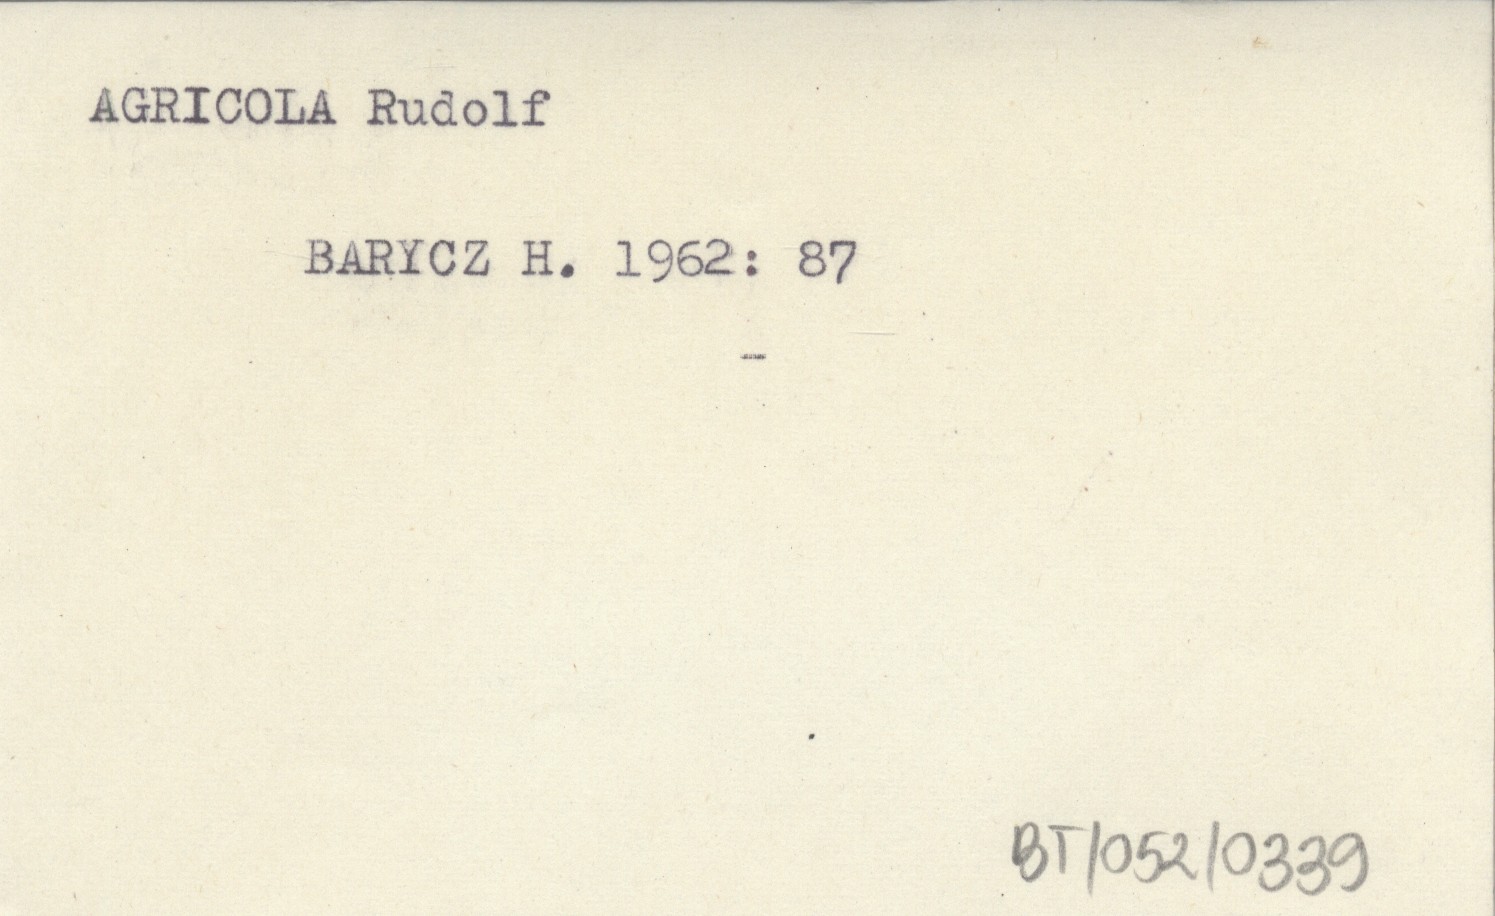 AGRICOLA Rudolf
BARYCZ H. 1962: 87
—
BT/052/0339